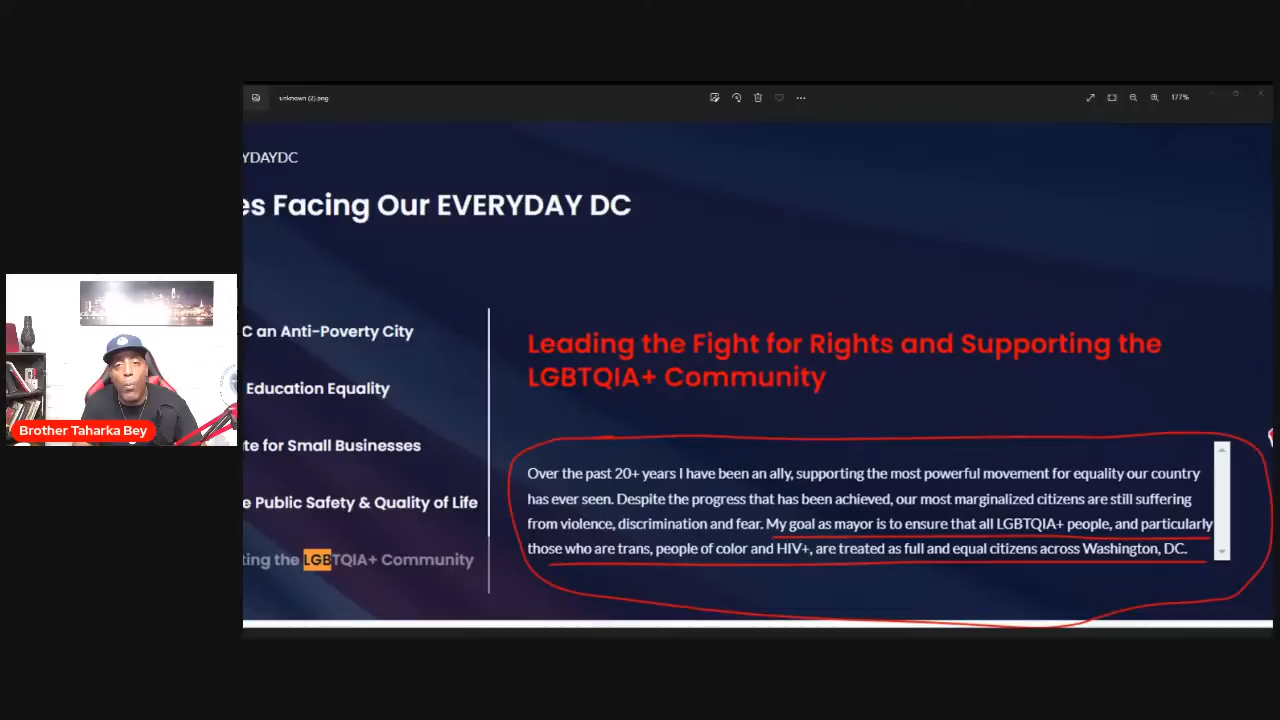 unknown (2).png
177%
YDAYDC
es Facing Our EVERYDAY DC
C an Anti-Poverty City
Education Equality
te for Small Businesses
e Public Safety & Quality of Life
ting the LGBTQIA+ Community
Leading the Fight for Rights and Supporting the
LGBTQIA+ Community
Over the past 20+ years I have been an ally, supporting the most powerful movement for equality our country
has ever seen. Despite the progress that has been achieved, our most marginalized citizens are still suffering
from violence, discrimination and fear. My goal as mayor is to ensure that all LGBTQIA+ people, and particularly
those who are trans, people of color and HIV+, are treated as full and equal citizens across Washington, DC.
Brother Taharka Bey